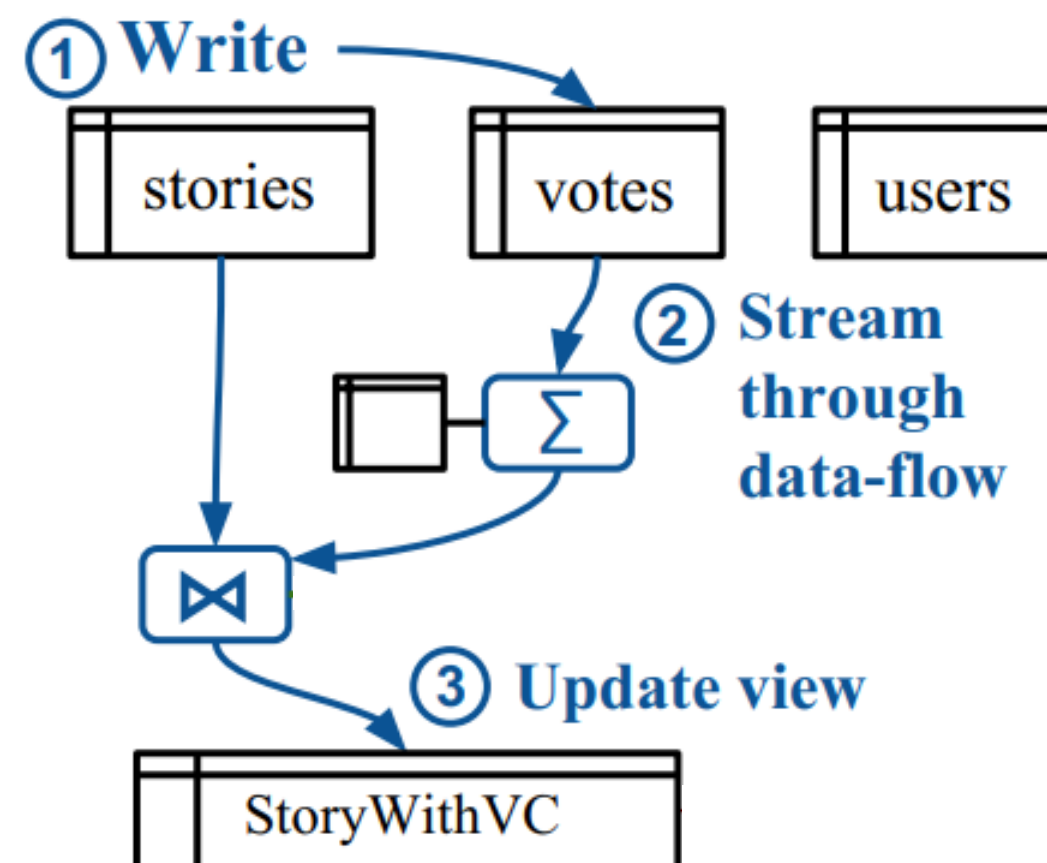 1 Write
stories
votes
users
2 Stream
through
data-flow
Σ
⋈
3 Update view
StoryWithVC